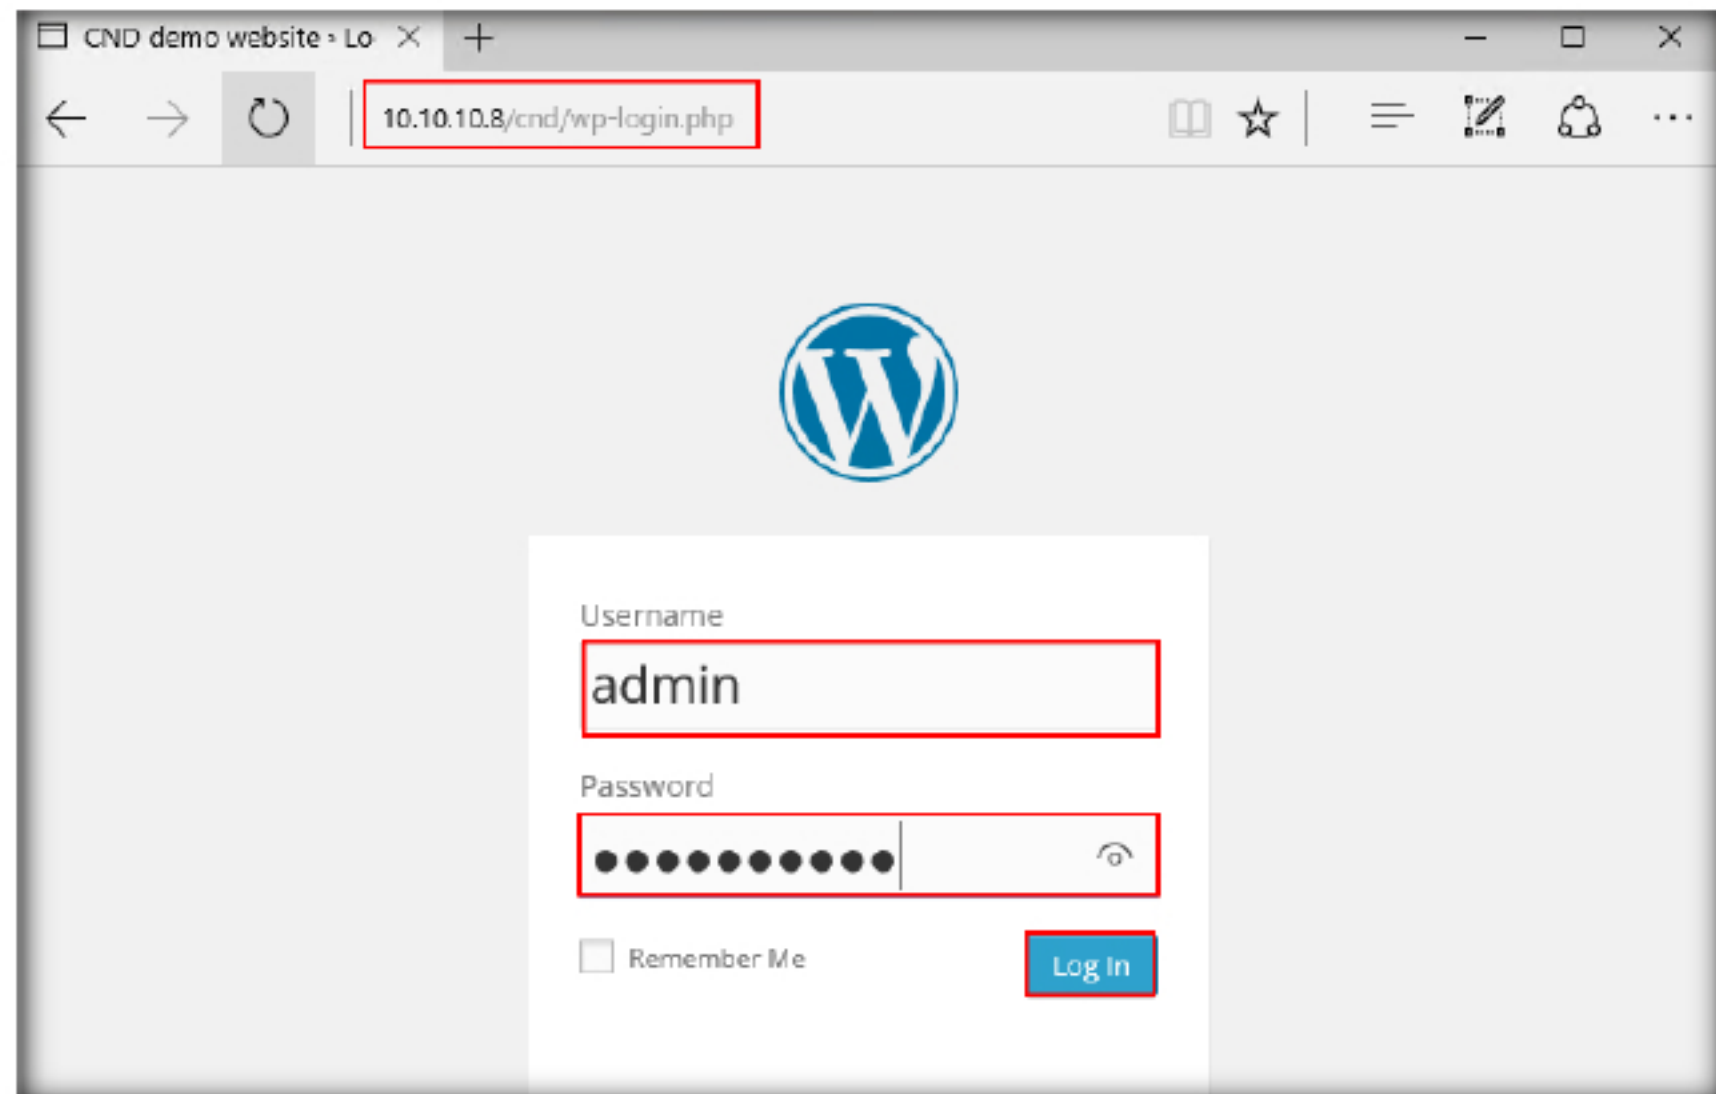 CND demo website › Lo
10.10.10.8/cnd/wp-login.php
Username
admin
Password
Remember Me
Log In